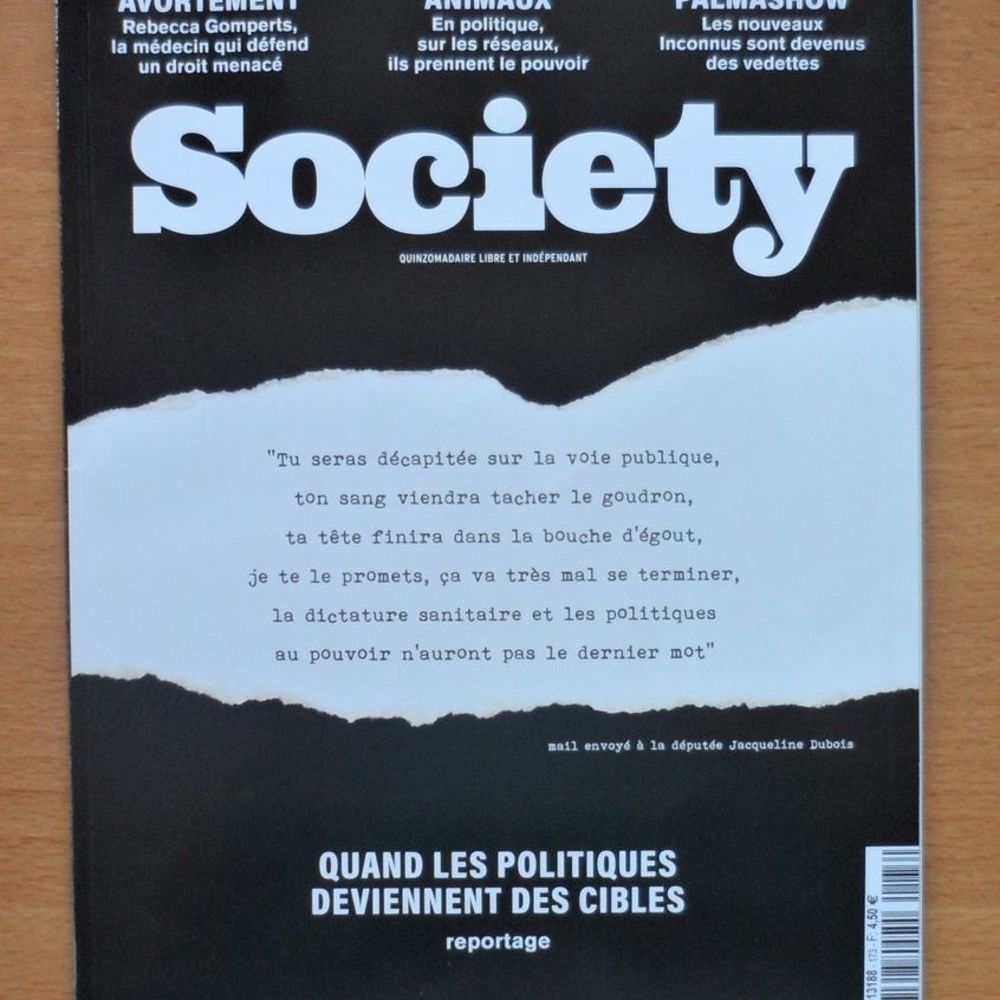 AVORTEMENT
Rebecca Gomperts,
la médecin qui défend
un droit menacé
ANIMAUX
En politique,
sur les réseaux,
ils prennent le pouvoir
PALMASHOW
Les nouveaux
Inconnus sont devenus
des vedettes
Society
QUINZOMADAIRE LIBRE ET INDÉPENDANT
"Tu seras décapitée sur la voie publique,
ton sang viendra tacher le goudron,
ta tête finira dans la bouche d'égout,
je te le promets, ça va très mal se terminer,
la dictature sanitaire et les politiques
au pouvoir n'auront pas le dernier mot"
mail envoyé à la députée Jacqueline Dubois
QUAND LES POLITIQUES
DEVIENNENT DES CIBLES
reportage
13188 - 173 - F: 4,50 €